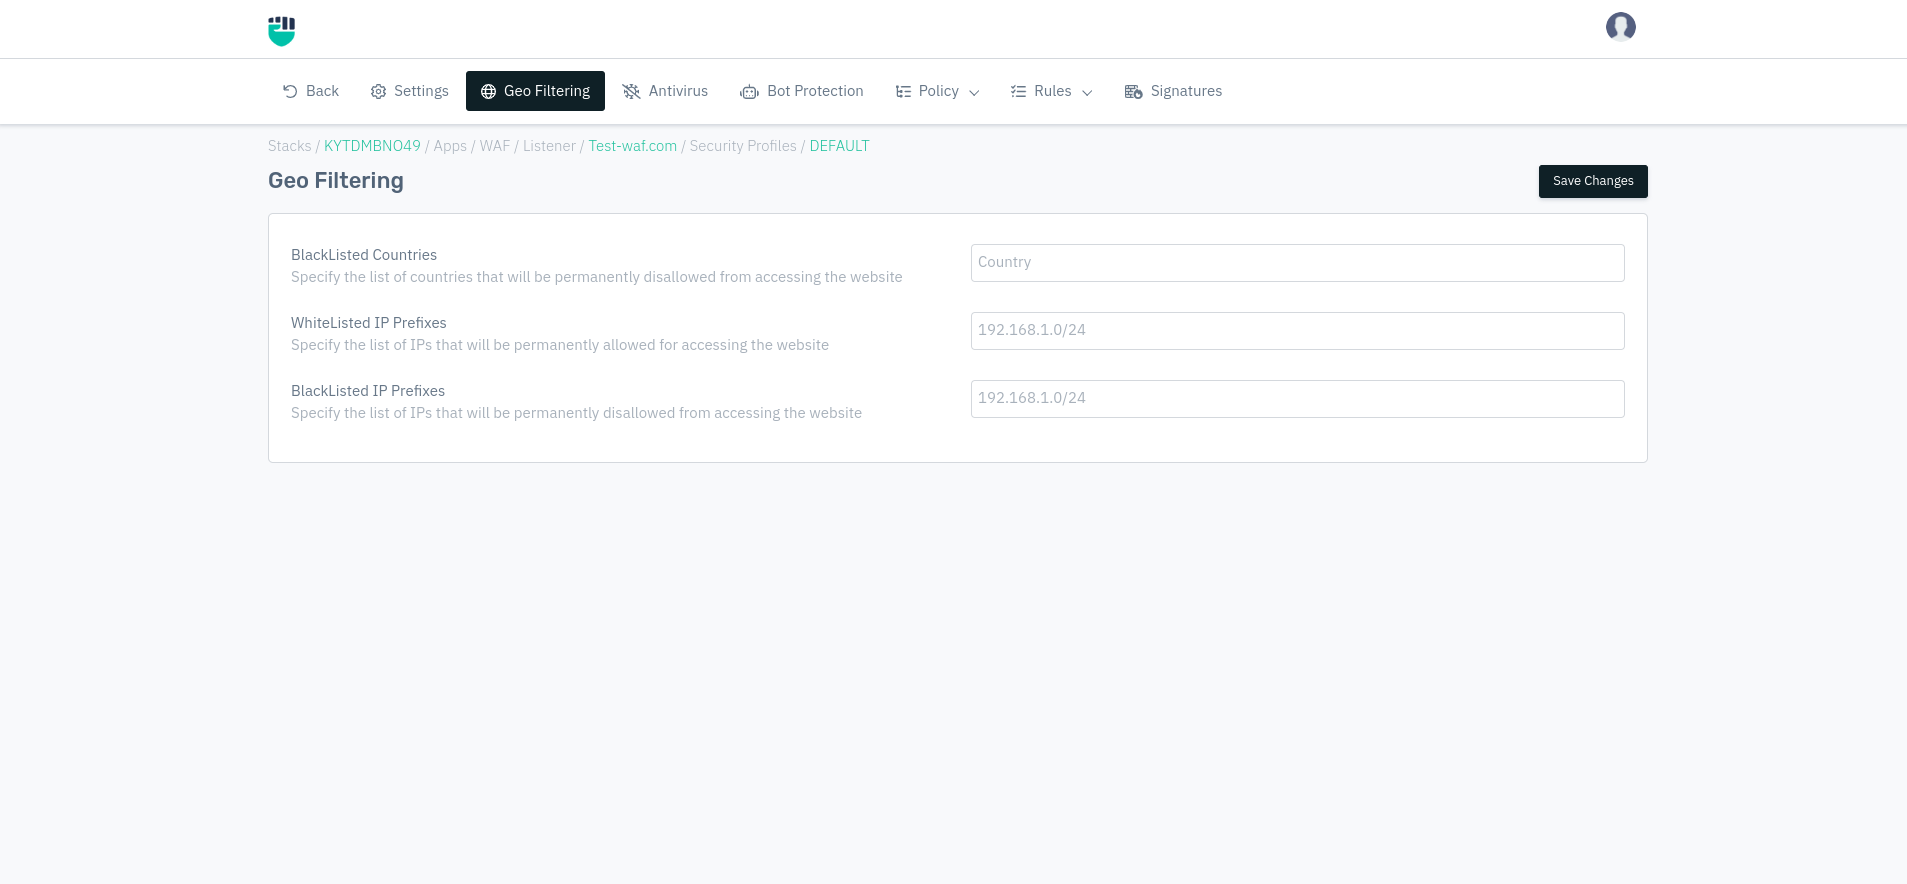 Back Settings Geo Filtering Antivirus Bot Protection Policy Rules Signatures
Stacks / KYTDMBNO49 / Apps / WAF / Listener / Test-waf.com / Security Profiles / DEFAULT
Geo Filtering
Save Changes
BlackListed Countries
Specify the list of countries that will be permanently disallowed from accessing the website
Country
WhiteListed IP Prefixes
Specify the list of IPs that will be permanently allowed for accessing the website
192.168.1.0/24
BlackListed IP Prefixes
Specify the list of IPs that will be permanently disallowed from accessing the website
192.168.1.0/24